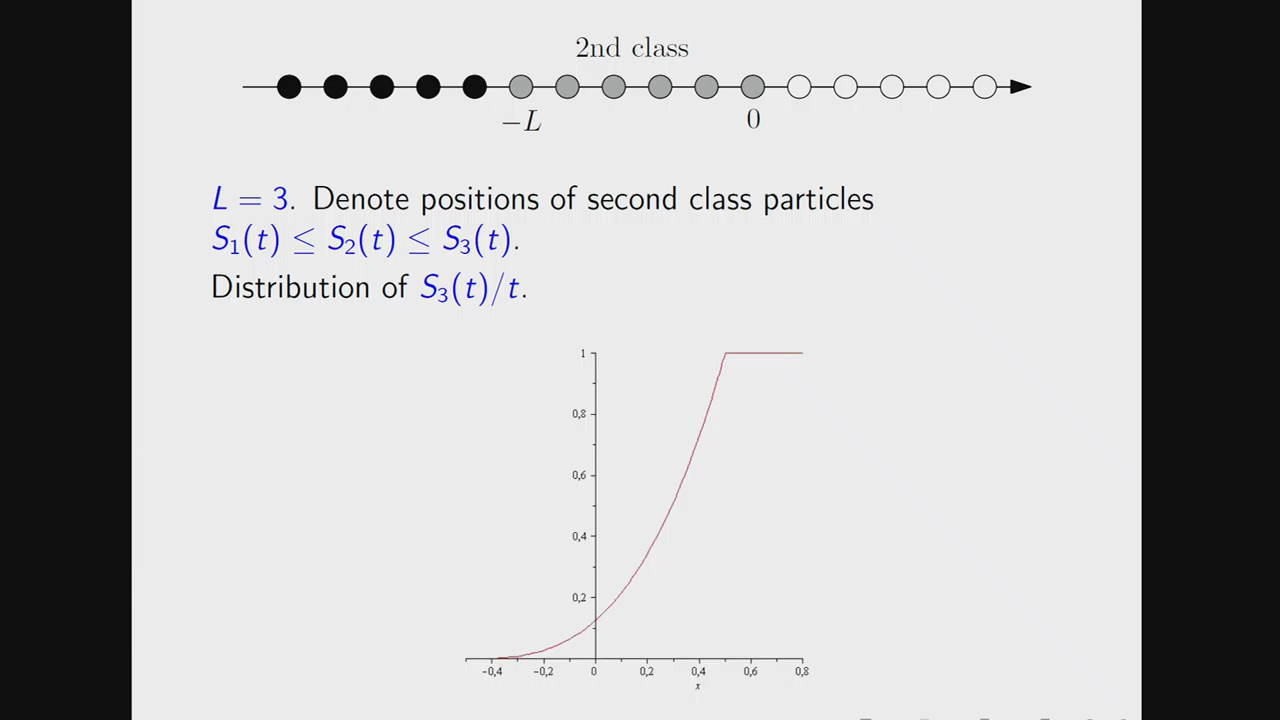 2nd class
−L 0
L = 3. Denote positions of second class particles
S₁(t) ≤ S₂(t) ≤ S₃(t).
Distribution of S₃(t)/t.
1
0,8
0,6
0,4
0,2
−0,4 −0,2 0 0,2 0,4 0,6 0,8
x